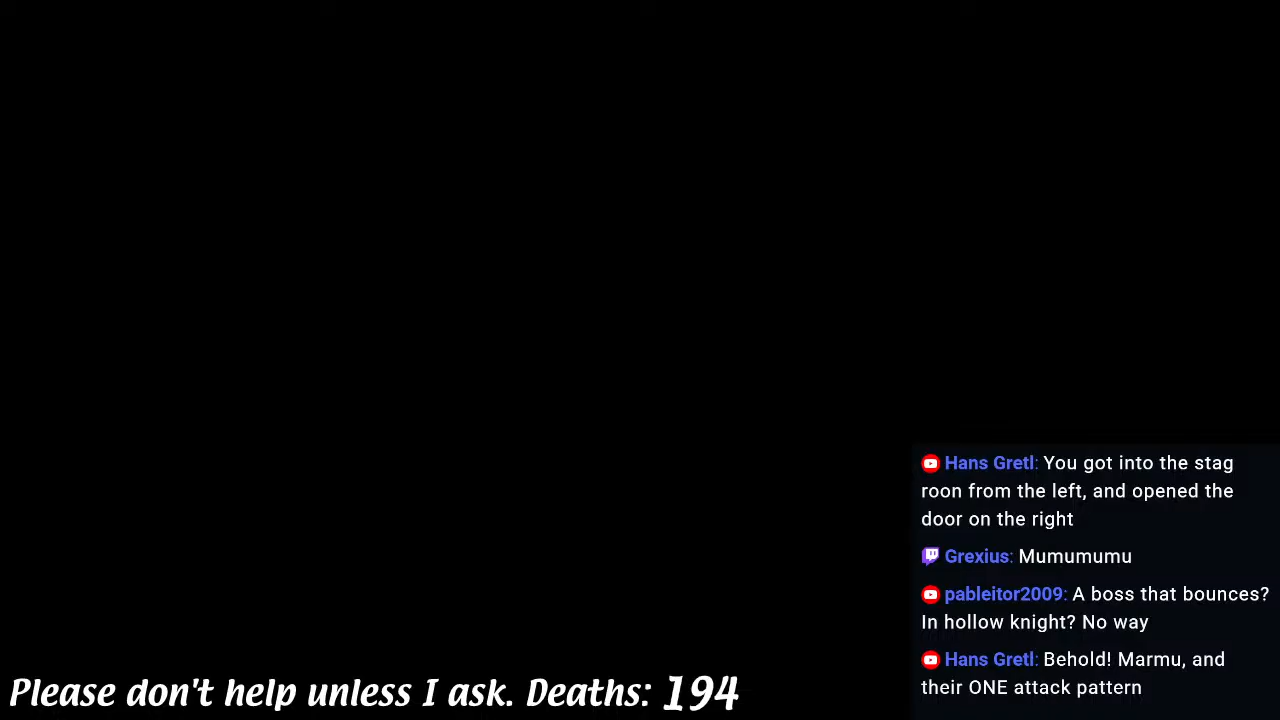 Hans Gretl: You got into the stag
roon from the left, and opened the
door on the right
Grexius: Mumumumu
pableitor2009: A boss that bounces?
In hollow knight? No way
Hans Gretl: Behold! Marmu, and
their ONE attack pattern
Please don't help unless I ask. Deaths: 194